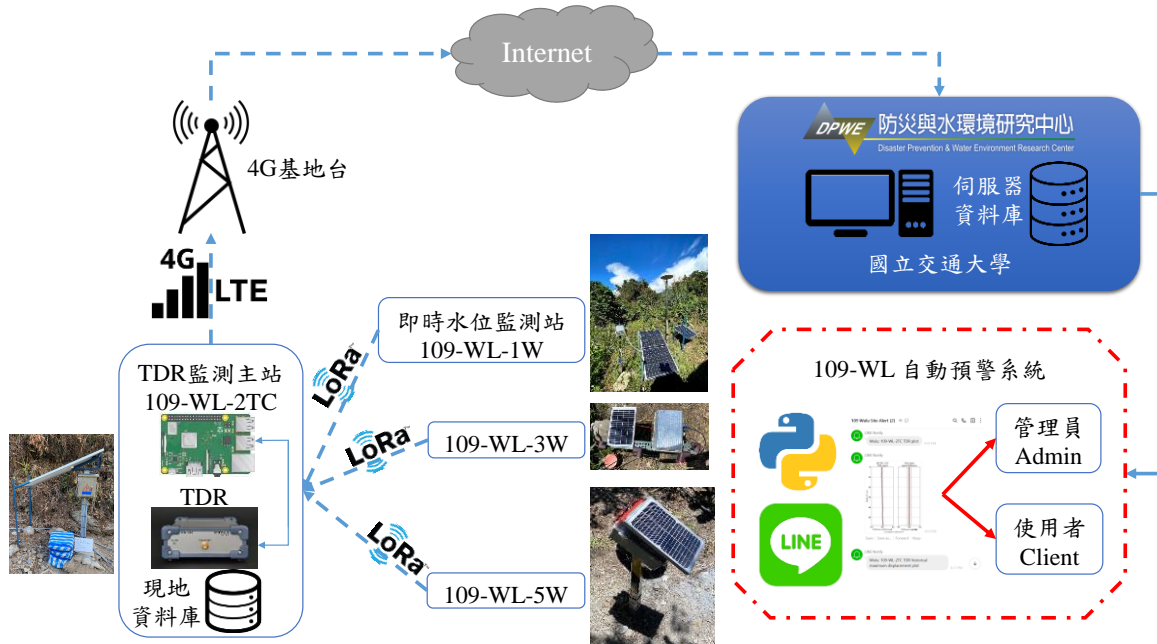 Internet
DPWE 防災與水環境研究中心
Disaster Prevention & Water Environment Research Center
伺服器
資料庫
國立交通大學
4G基地台
4G
LTE
TDR監測主站
109-WL-2TC
TDR
現地
資料庫
LoRa
即時水位監測站
109-WL-1W
LoRa
109-WL-3W
LoRa
109-WL-5W
109-WL 自動預警系統
LINE
管理員
Admin
使用者
Client